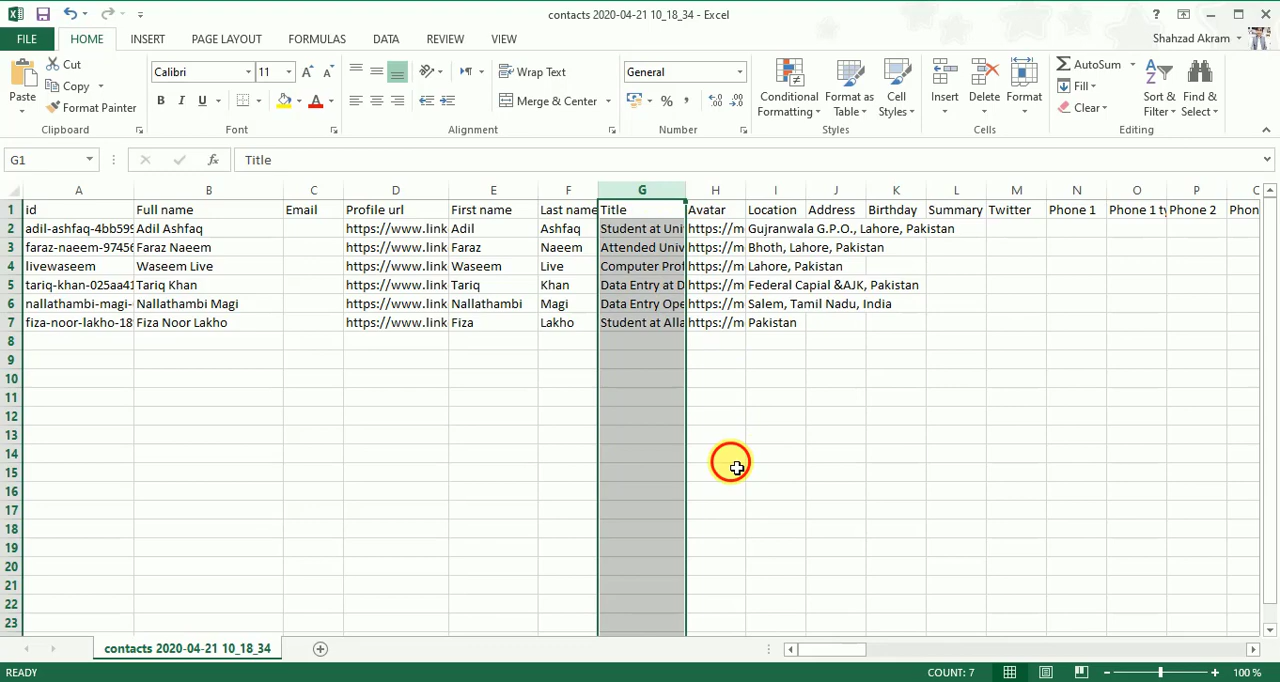 contacts 2020-04-21 10_18_34 - Excel
FILE HOME INSERT PAGE LAYOUT FORMULAS DATA REVIEW VIEW Shahzad Akram
Paste Cut Copy Format Painter Clipboard
Calibri 11 B I U A Font
Wrap Text Merge & Center Alignment
General % , Number
Conditional Formatting Format as Table Cell Styles Styles
Insert Delete Format Cells
AutoSum Fill Clear Sort & Filter Find & Select Editing
G1 fx Title
A B C D E F G H I J K L M N O P C
1 id Full name Email Profile url First name Last name Title Avatar Location Address Birthday Summary Twitter Phone 1 Phone 1 ty Phone 2 Phon
2 adil-ashfaq-4bb599 Adil Ashfaq https://www.link Adil Ashfaq Student at Uni https://m Gujranwala G.P.O., Lahore, Pakistan
3 faraz-naeem-97456 Faraz Naeem https://www.link Faraz Naeem Attended Univ https://m Bhoth, Lahore, Pakistan
4 livewaseem Waseem Live https://www.link Waseem Live Computer Prof https://m Lahore, Pakistan
5 tariq-khan-025aa41 Tariq Khan https://www.link Tariq Khan Data Entry at D https://m Federal Capial &AJK, Pakistan
6 nallathambi-magi- Nallathambi Magi https://www.link Nallathambi Magi Data Entry Ope https://m Salem, Tamil Nadu, India
7 fiza-noor-lakho-18 Fiza Noor Lakho https://www.link Fiza Lakho Student at Alla https://m Pakistan
8
9
10
11
12
13
14
15
16
17
18
19
20
21
22
23
contacts 2020-04-21 10_18_34
READY COUNT: 7 100 %